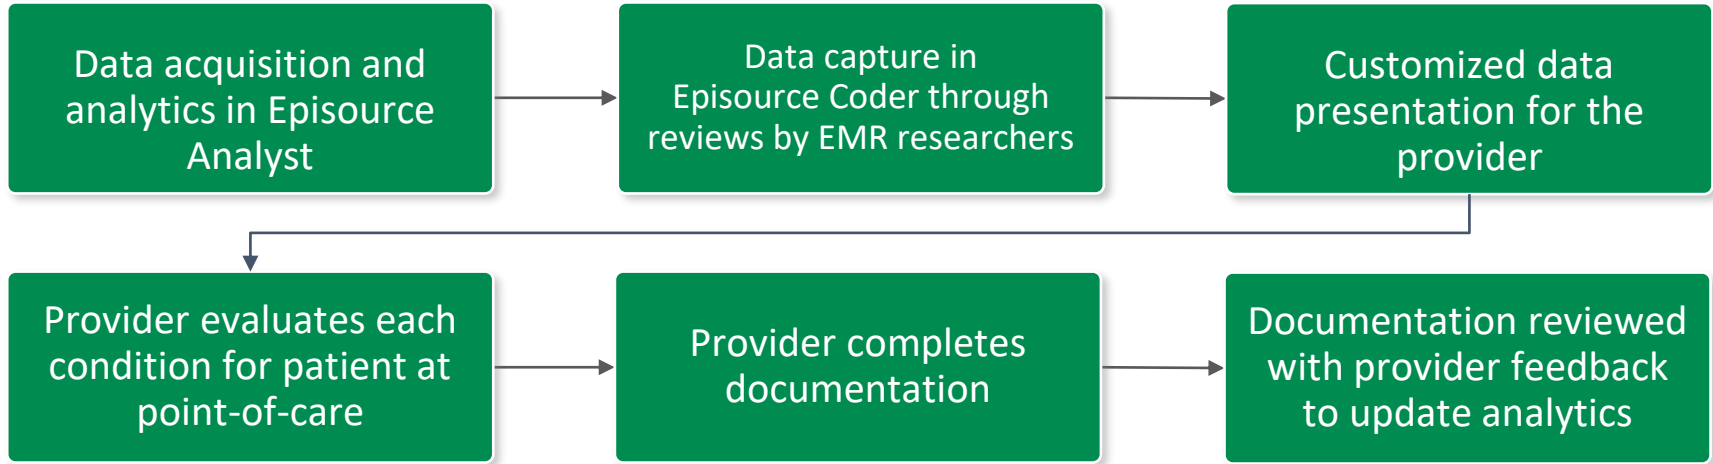 Data acquisition and
analytics in Episource
Analyst
Data capture in
Episource Coder through
reviews by EMR researchers
Customized data
presentation for the
provider
Provider evaluates each
condition for patient at
point-of-care
Provider completes
documentation
Documentation reviewed
with provider feedback
to update analytics